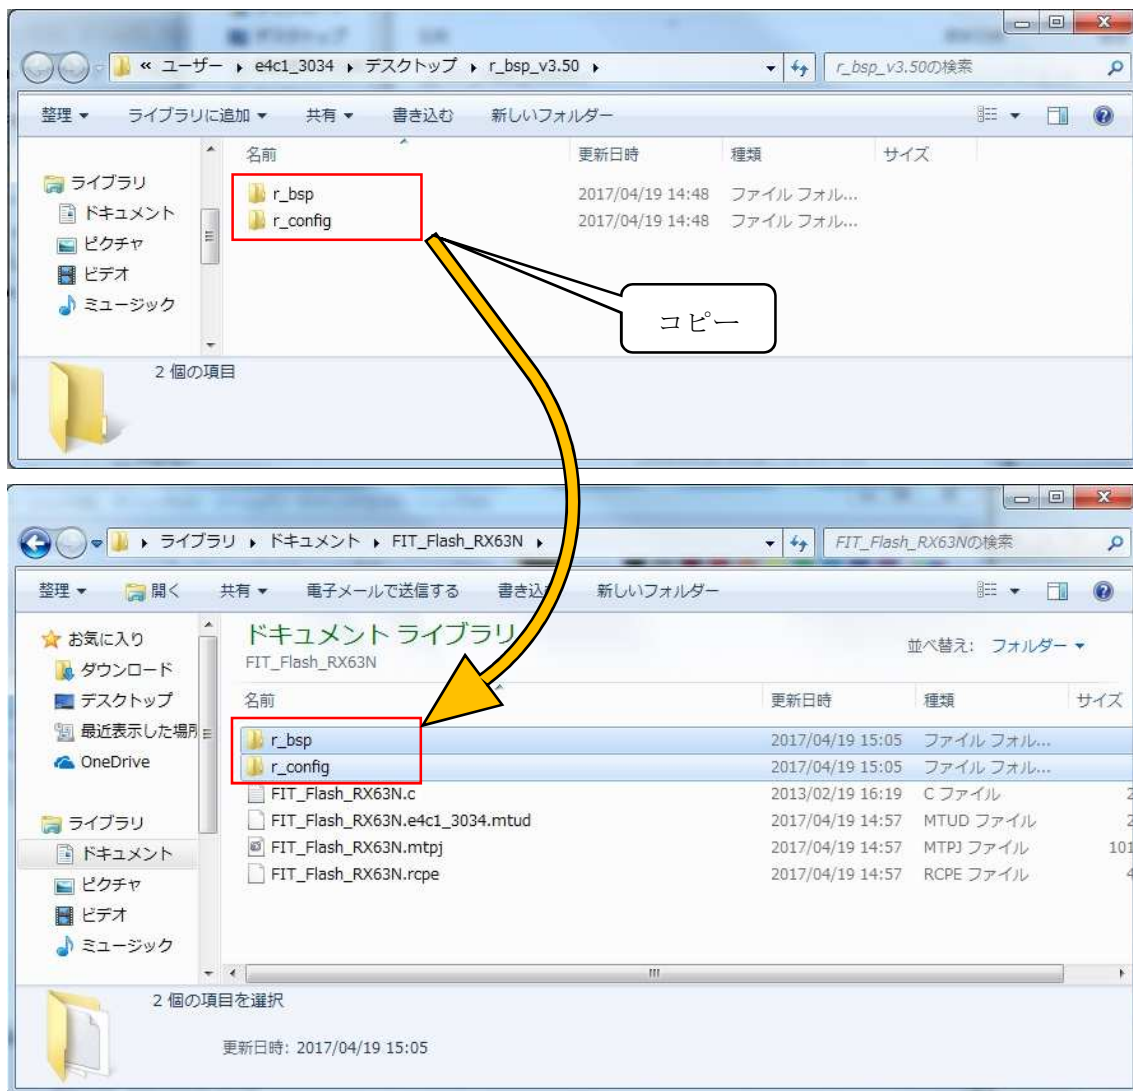 « ユーザー ▸ e4c1_3034 ▸ デスクトップ ▸ r_bsp_v3.50 ▸ r_bsp_v3.50の検索
整理 ▼ ライブラリに追加 ▼ 共有 ▼ 書き込む 新しいフォルダー
名前 更新日時 種類 サイズ
ライブラリ
ドキュメント
ピクチャ
ビデオ
ミュージック
r_bsp 2017/04/19 14:48 ファイル フォル...
r_config 2017/04/19 14:48 ファイル フォル...
コピー
2 個の項目
▸ ライブラリ ▸ ドキュメント ▸ FIT_Flash_RX63N ▸ FIT_Flash_RX63Nの検索
整理 ▼ 開く 共有 ▼ 電子メールで送信する 書き込む 新しいフォルダー
お気に入り
ダウンロード
デスクトップ
最近表示した場所
OneDrive
ライブラリ
ドキュメント
ピクチャ
ビデオ
ミュージック
ドキュメント ライブラリ
FIT_Flash_RX63N
並べ替え: フォルダー ▼
名前 更新日時 種類 サイズ
r_bsp 2017/04/19 15:05 ファイル フォル...
r_config 2017/04/19 15:05 ファイル フォル...
FIT_Flash_RX63N.c 2013/02/19 16:19 C ファイル 2
FIT_Flash_RX63N.e4c1_3034.mtud 2017/04/19 14:57 MTUD ファイル 2
FIT_Flash_RX63N.mtpj 2017/04/19 14:57 MTPJ ファイル 101
FIT_Flash_RX63N.rcpe 2017/04/19 14:57 RCPE ファイル 4
2 個の項目を選択
更新日時: 2017/04/19 15:05